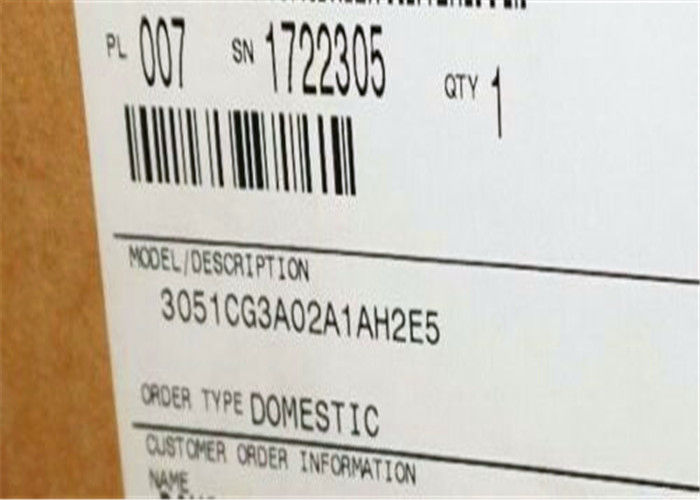 PL 007 SN 1722305 QTY 1
MODEL/DESCRIPTION
3051CG3A02A1AH2E5
ORDER TYPE DOMESTIC
CUSTOMER ORDER INFORMATION
NAME